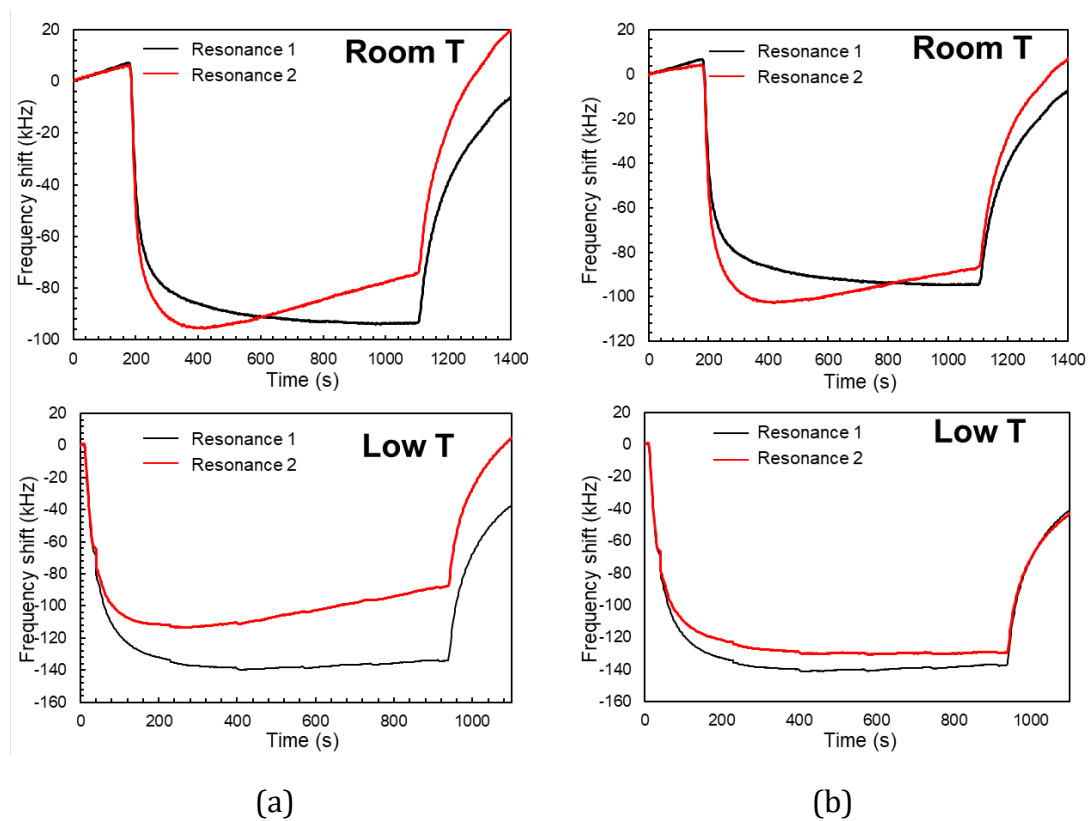 Room T
Resonance 1
Resonance 2
Frequency shift (kHz)
20
0
-20
-40
-60
-80
-100
0 200 400 600 800 1000 1200 1400
Time (s)
Room T
Resonance 1
Resonance 2
Frequency shift (kHz)
20
0
-20
-40
-60
-80
-100
-120
0 200 400 600 800 1000 1200 1400
Time (s)
Low T
Resonance 1
Resonance 2
Frequency shift (kHz)
20
0
-20
-40
-60
-80
-100
-120
-140
-160
0 200 400 600 800 1000
Time (s)
Low T
Resonance 1
Resonance 2
Frequency shift (kHz)
20
0
-20
-40
-60
-80
-100
-120
-140
-160
0 200 400 600 800 1000
Time (s)
(a)
(b)